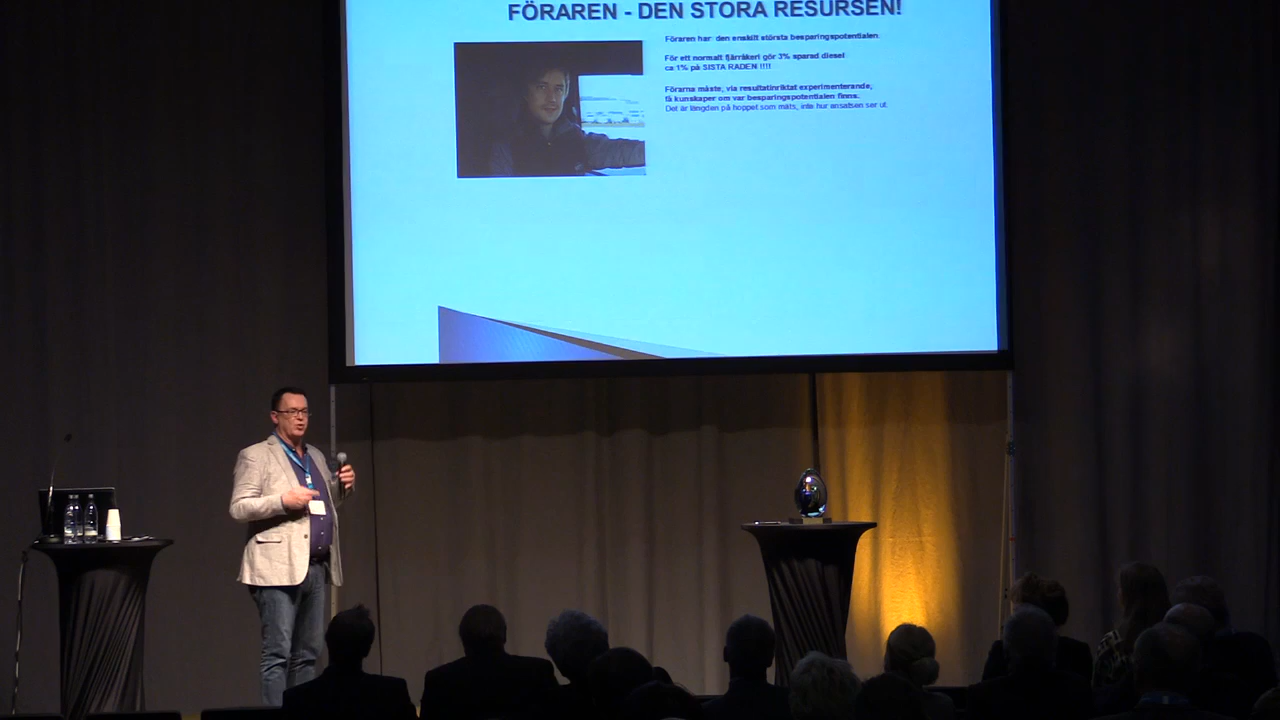 FÖRAREN - DEN STORA RESURSEN!
Föraren har den enskilt största besparingspotentialen.
För ett normalt fjärråkeri gör 3% sparad diesel
ca 1% på SISTA RADEN !!!!
Förarna måste, via resultatinriktat experimenterande,
få kunskaper om var besparingspotentialen finns.
Det är längden på hoppet som mäts, inte hur ansatsen ser ut.